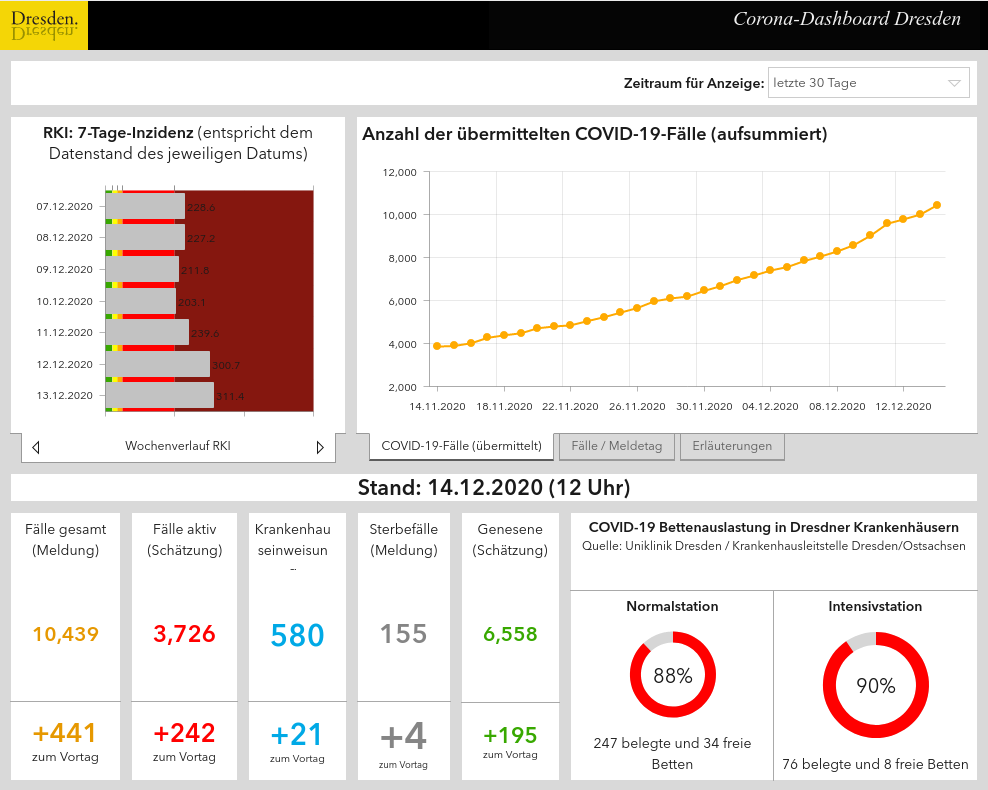 Dresden.
Dresden.
Corona-Dashboard Dresden
Zeitraum für Anzeige: letzte 30 Tage
RKI: 7-Tage-Inzidenz (entspricht dem
Datenstand des jeweiligen Datums)
07.12.2020 228.6
08.12.2020 227.2
09.12.2020 211.8
10.12.2020 203.1
11.12.2020 239.6
12.12.2020 300.7
13.12.2020 311.4
Wochenverlauf RKI
Anzahl der übermittelten COVID-19-Fälle (aufsummiert)
12,000
10,000
8,000
6,000
4,000
2,000
14.11.2020 18.11.2020 22.11.2020 26.11.2020 30.11.2020 04.12.2020 08.12.2020 12.12.2020
COVID-19-Fälle (übermittelt) Fälle / Meldetag Erläuterungen
Stand: 14.12.2020 (12 Uhr)
Fälle gesamt
(Meldung)
10,439
+441
zum Vortag
Fälle aktiv
(Schätzung)
3,726
+242
zum Vortag
Krankenhau
seinweisun
580
+21
zum Vortag
Sterbefälle
(Meldung)
155
+4
zum Vortag
Genesene
(Schätzung)
6,558
+195
zum Vortag
COVID-19 Bettenauslastung in Dresdner Krankenhäusern
Quelle: Uniklinik Dresden / Krankenhausleitstelle Dresden/Ostsachsen
Normalstation
88%
247 belegte und 34 freie
Betten
Intensivstation
90%
76 belegte und 8 freie Betten